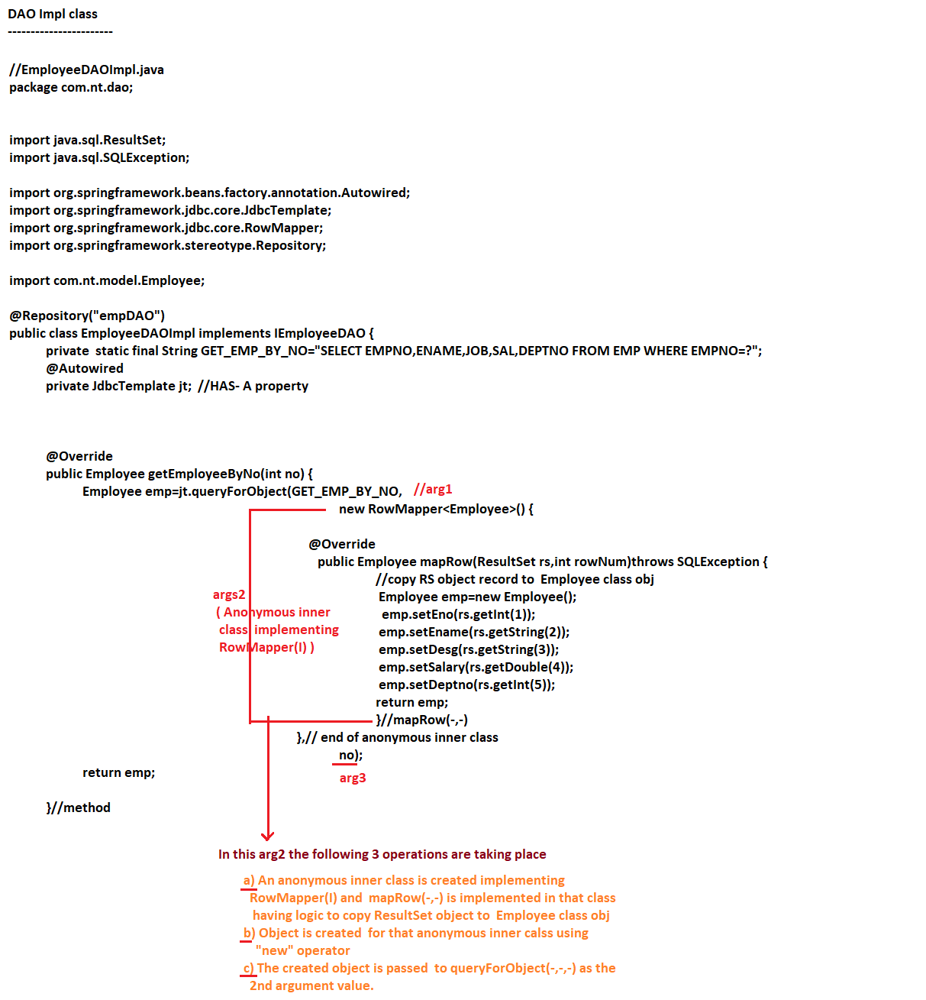 DAO Impl class
-----------------------
//EmployeeDAOImpl.java
package com.nt.dao;
import java.sql.ResultSet;
import java.sql.SQLException;
import org.springframework.beans.factory.annotation.Autowired;
import org.springframework.jdbc.core.JdbcTemplate;
import org.springframework.jdbc.core.RowMapper;
import org.springframework.stereotype.Repository;
import com.nt.model.Employee;
@Repository("empDAO")
public class EmployeeDAOImpl implements IEmployeeDAO {
private  static final String GET_EMP_BY_NO="SELECT EMPNO,ENAME,JOB,SAL,DEPTNO FROM EMP WHERE EMPNO=?";
@Autowired
private JdbcTemplate jt;  //HAS- A property
@Override
public Employee getEmployeeByNo(int no) {
Employee emp=jt.queryForObject(GET_EMP_BY_NO,   //arg1
new RowMapper<Employee>() {
@Override
public Employee mapRow(ResultSet rs,int rowNum)throws SQLException {
//copy RS object record to  Employee class obj
Employee emp=new Employee();
emp.setEno(rs.getInt(1));
emp.setEname(rs.getString(2));
emp.setDesg(rs.getString(3));
emp.setSalary(rs.getDouble(4));
emp.setDeptno(rs.getInt(5));
return emp;
}//mapRow(-,-)
args2
( Anonymous inner
class implementing
RowMapper(I) )
},// end of anonymous inner class
no);
arg3
return emp;
}//method
In this arg2 the following 3 operations are taking place
a) An anonymous inner class is created implementing
RowMapper(I) and  mapRow(-,-) is implemented in that class
having logic to copy ResultSet object to  Employee class obj
b) Object is created  for that anonymous inner calss using
"new" operator
c) The created object is passed  to queryForObject(-,-,-) as the
2nd argument value.